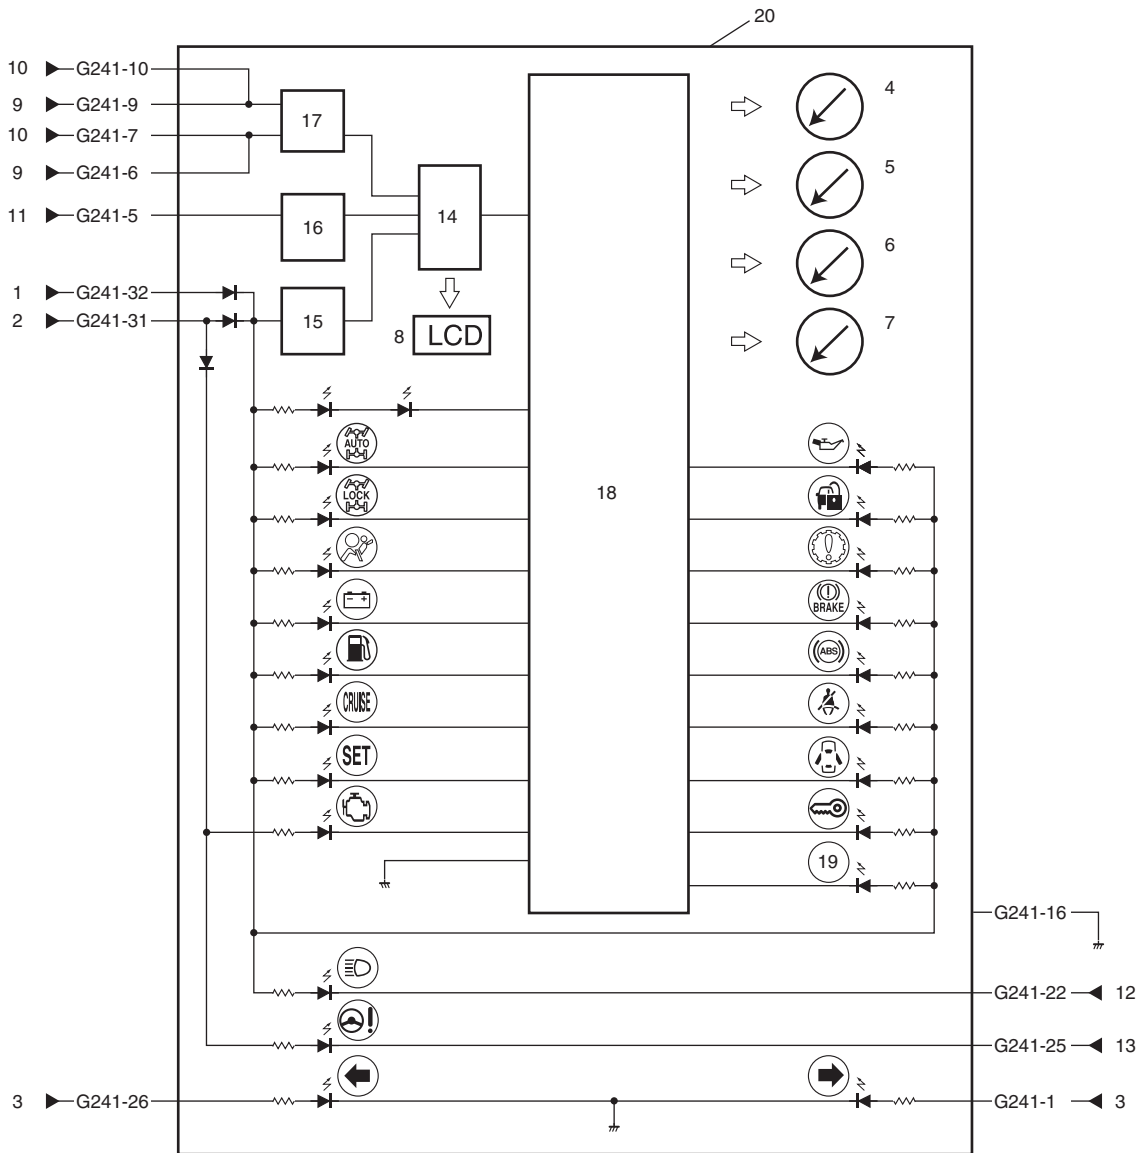 20
10 G241-10
9 G241-9
10 G241-7
9 G241-6
11 G241-5
1 G241-32
2 G241-31
17
16
15
14
8 LCD
18
4
5
6
7
AUTO
LOCK
- +
CRUISE
SET
!
(!)
BRAKE
ABS
19
G241-16
G241-22 12
!
G241-25 13
3 G241-26
G241-1 3